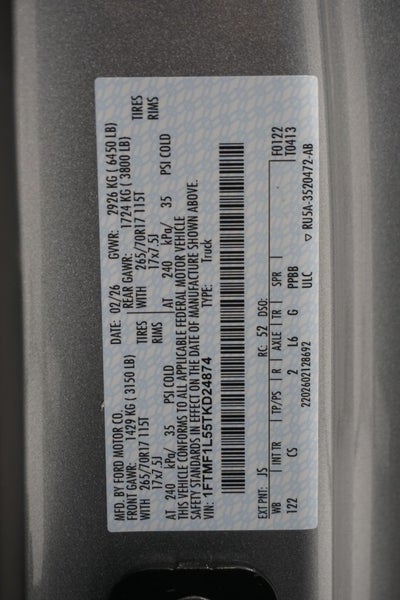 MFD. BY FORD MOTOR CO.
DATE: 02/26 GVWR: 2926 KG ( 6450 LB)
FRONT GAWR: 1429 KG ( 3150 LB) REAR GAWR: 1724 KG ( 3800 LB)
WITH 265/70R17 115T TIRES WITH 265/70R17 115T TIRES
17x7.5J RIMS 17x7.5J RIMS
AT 240 kPa/ 35 PSI COLD AT 240 kPa/ 35 PSI COLD
THIS VEHICLE CONFORMS TO ALL APPLICABLE FEDERAL MOTOR VEHICLE
SAFETY STANDARDS IN EFFECT ON THE DATE OF MANUFACTURE SHOWN ABOVE.
VIN: 1FTMF1L55TKD24874 TYPE: Truck
EXT PNT: JS RC: 52 DSO: F0122
WB INT TR TP/PS R AXLE TR SPR T0413
122 CS 2 L6 G PPBB
ULC
2202602128692 RU5A-3520472-AB